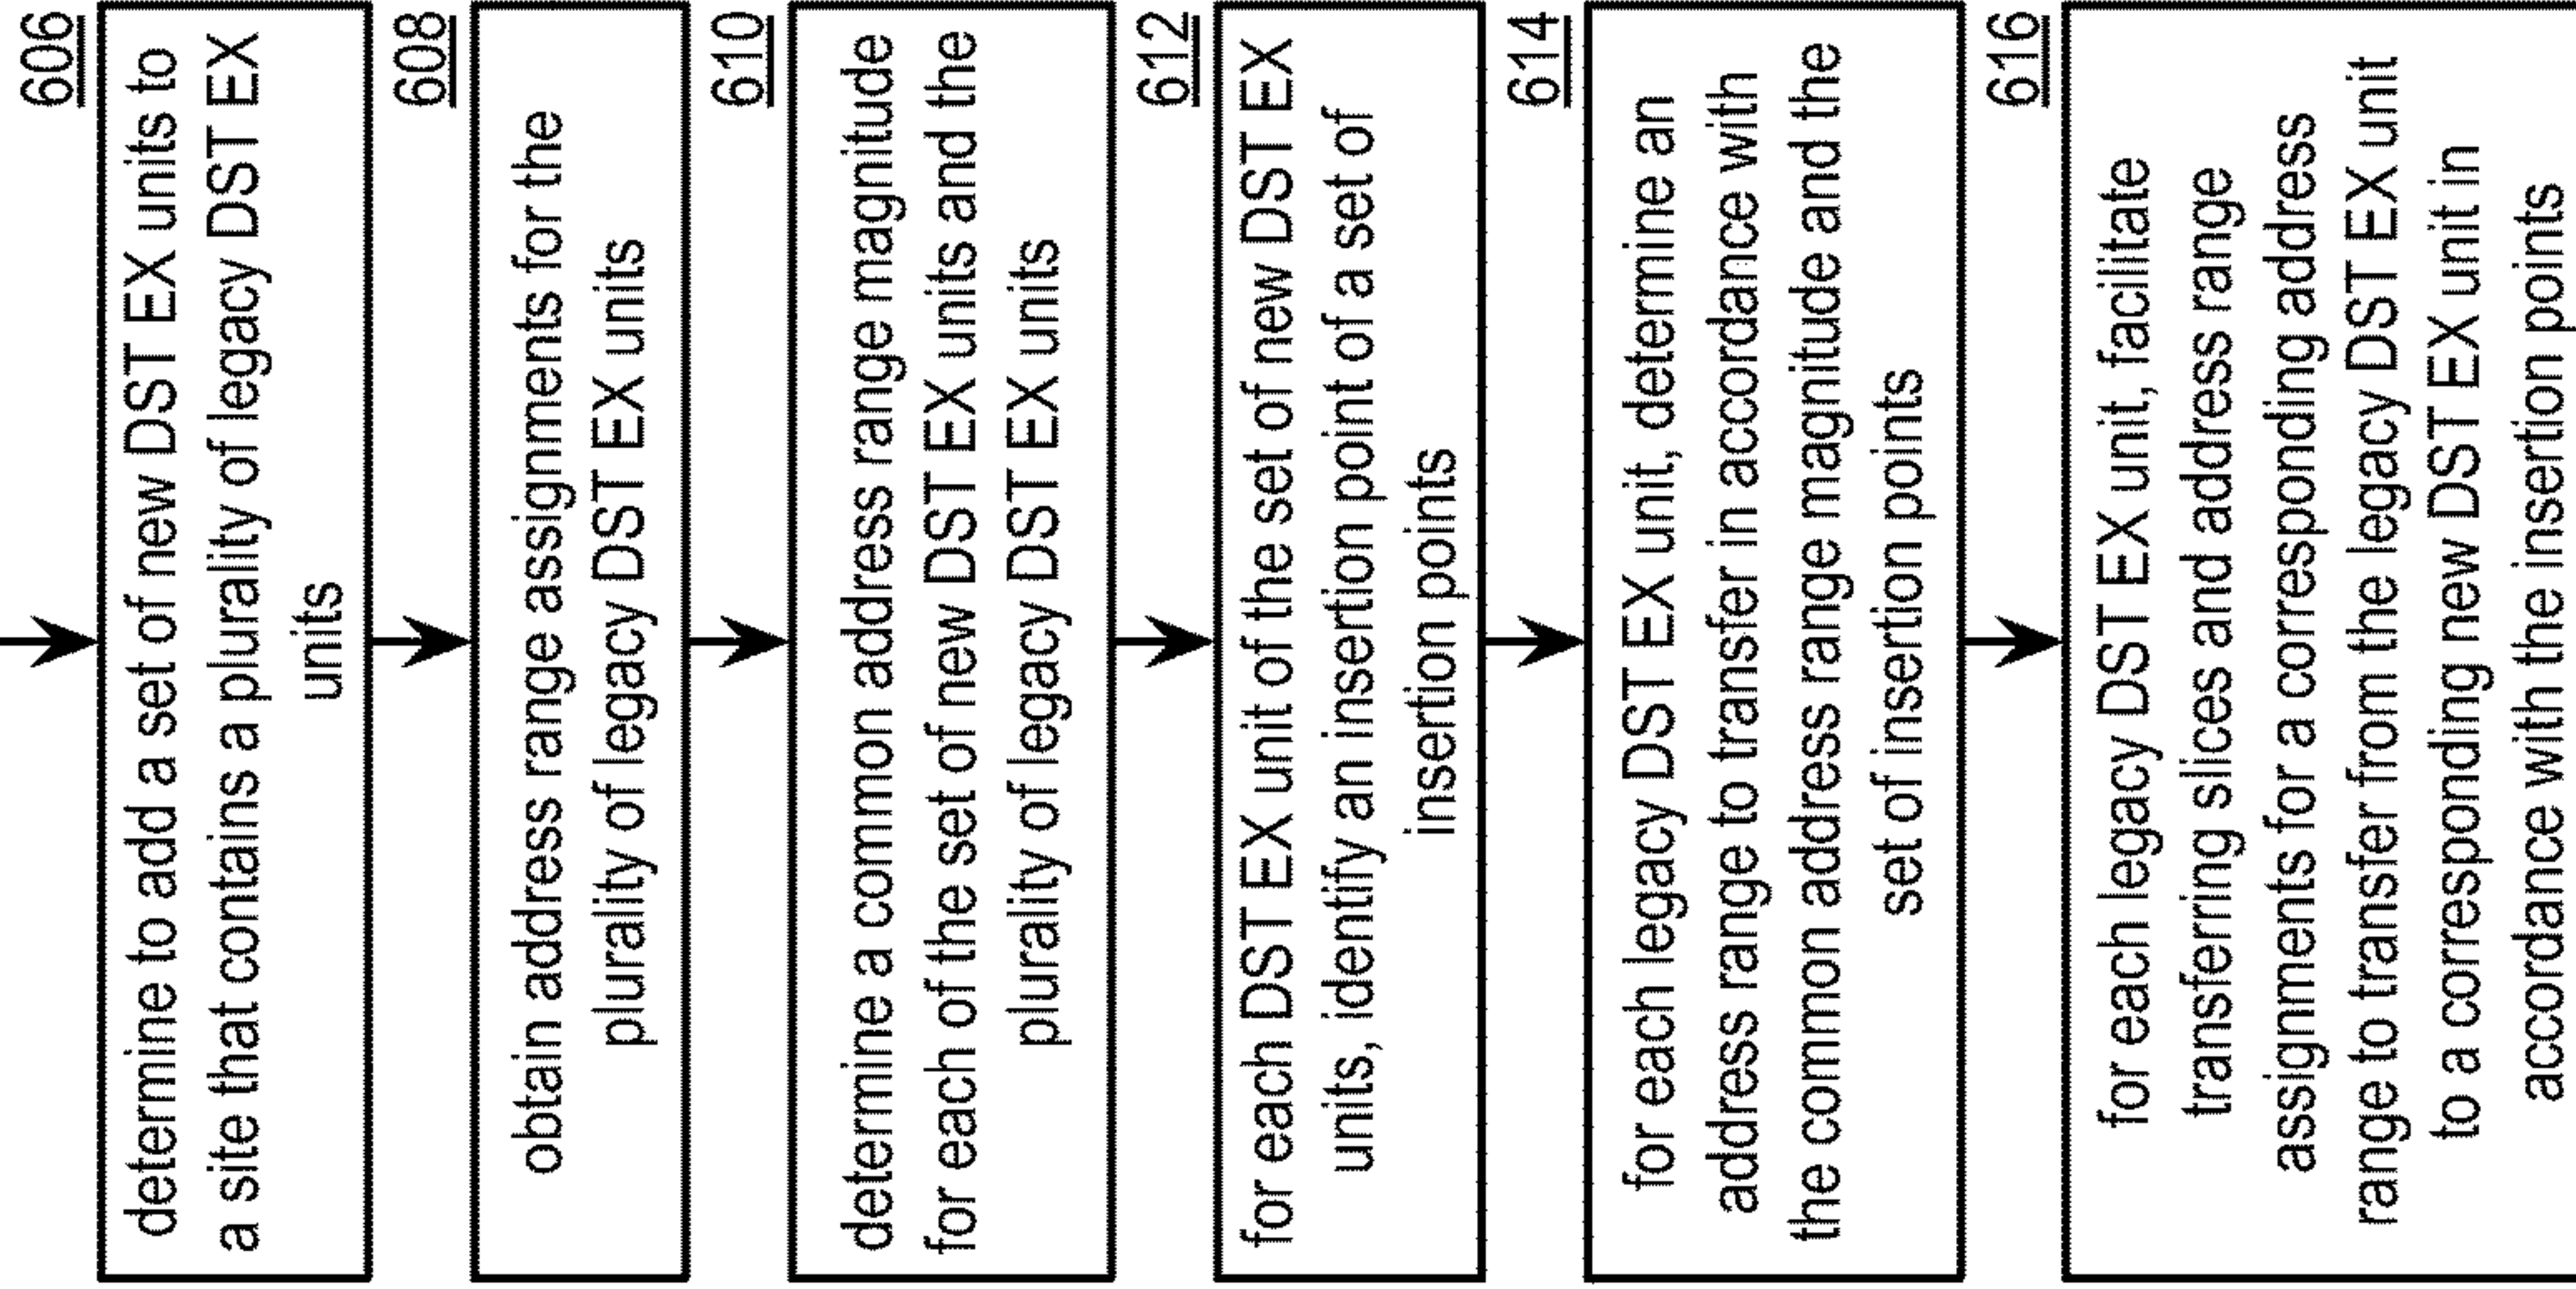 606
determine to add a set of new DST EX units to
a site that contains a plurality of legacy DST EX
units
608
obtain address range assignments for the
plurality of legacy DST EX units
610
determine a common address range magnitude
for each of the set of new DST EX units and the
plurality of legacy DST EX units
612
for each DST EX unit of the set of new DST EX
units, identify an insertion point of a set of
insertion points
614
for each legacy DST EX unit, determine an
address range to transfer in accordance with
the common address range magnitude and the
set of insertion points
616
for each legacy DST EX unit, facilitate
transferring slices and address range
assignments for a corresponding address
range to transfer from the legacy DST EX unit
to a corresponding new DST EX unit in
accordance with the insertion points